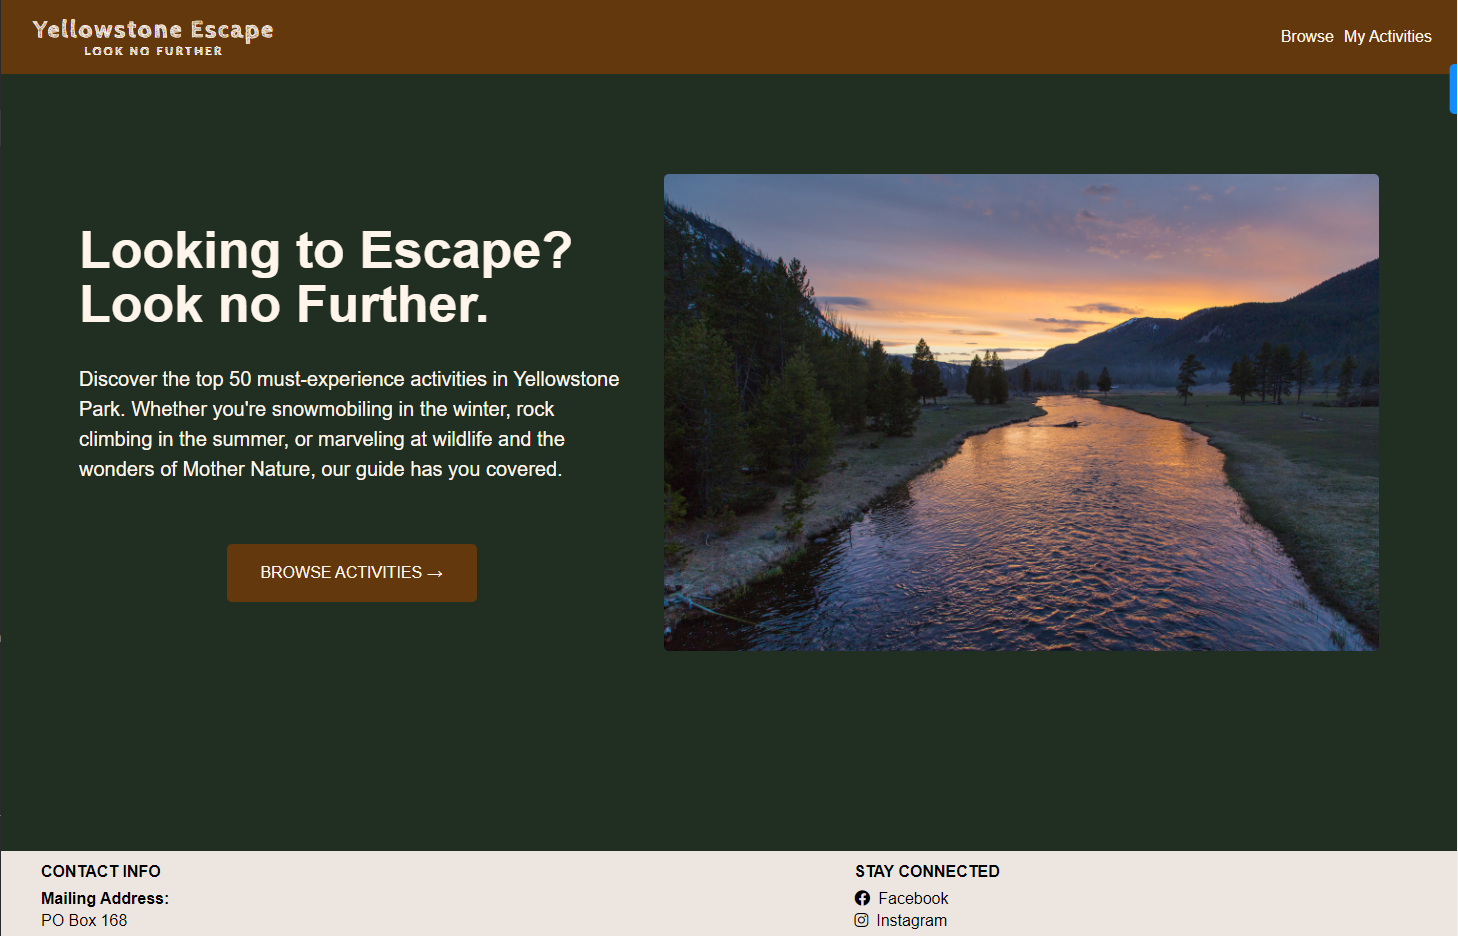 Yellowstone Escape
LOOK NO FURTHER
Browse My Activities
Looking to Escape?
Look no Further.
Discover the top 50 must-experience activities in Yellowstone
Park. Whether you're snowmobiling in the winter, rock
climbing in the summer, or marveling at wildlife and the
wonders of Mother Nature, our guide has you covered.
BROWSE ACTIVITIES →
CONTACT INFO
Mailing Address:
PO Box 168
STAY CONNECTED
Facebook
Instagram